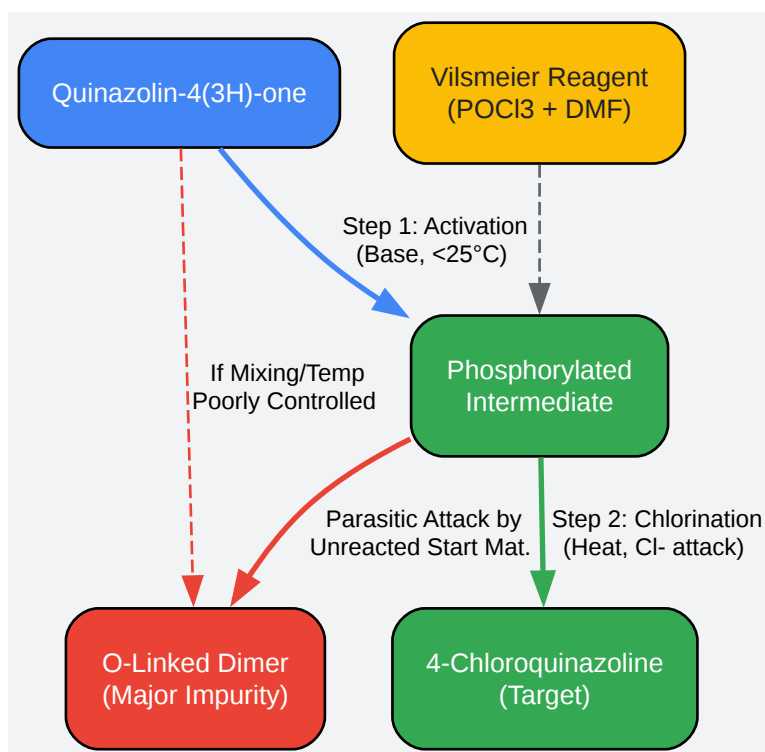 Quinazolin-4(3H)-one
Vilsmeier Reagent
(POCl3 + DMF)
Step 1: Activation
(Base, <25°C)
If Mixing/Temp
Poorly Controlled
Phosphorylated
Intermediate
Parasitic Attack by
Unreacted Start Mat.
Step 2: Chlorination
(Heat, Cl- attack)
O-Linked Dimer
(Major Impurity)
4-Chloroquinazoline
(Target)